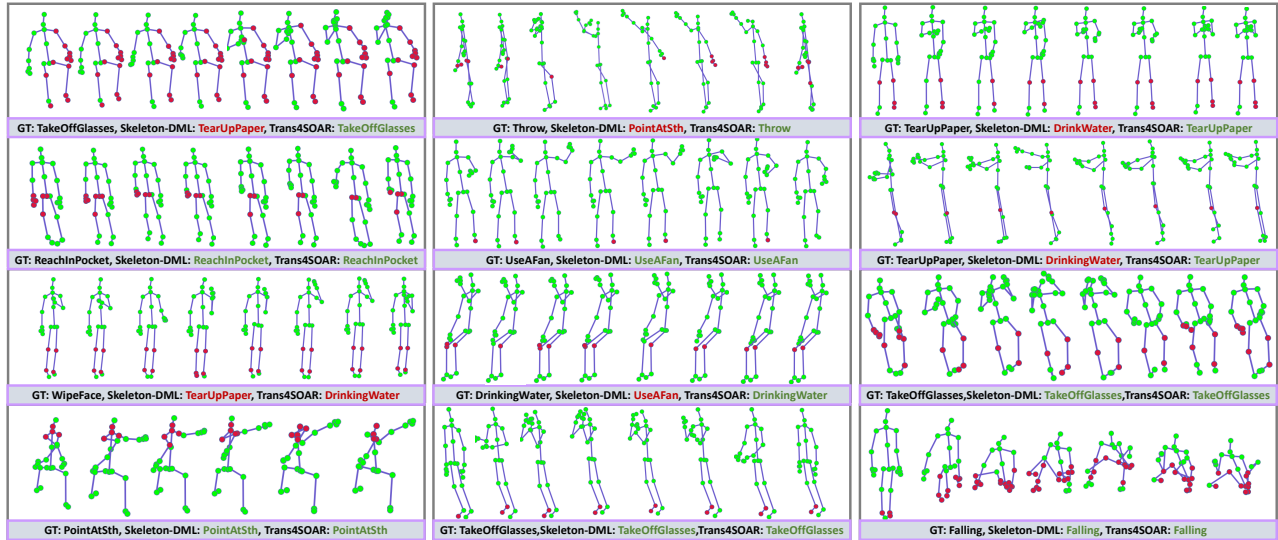 GT: TakeOffGlasses, Skeleton-DML: TearUpPaper, Trans4SOAR: TakeOffGlasses
GT: Throw, Skeleton-DML: PointAtSth, Trans4SOAR: Throw
GT: TearUpPaper, Skeleton-DML: DrinkWater, Trans4SOAR: TearUpPaper
GT: ReachInPocket, Skeleton-DML: ReachInPocket, Trans4SOAR: ReachInPocket
GT: UseAFan, Skeleton-DML: UseAFan, Trans4SOAR: UseAFan
GT: TearUpPaper, Skeleton-DML: DrinkingWater, Trans4SOAR: TearUpPaper
GT: WipeFace, Skeleton-DML: TearUpPaper, Trans4SOAR: DrinkingWater
GT: DrinkingWater, Skeleton-DML: UseAFan, Trans4SOAR: DrinkingWater
GT: TakeOffGlasses,Skeleton-DML: TakeOffGlasses,Trans4SOAR: TakeOffGlasses
GT: PointAtSth, Skeleton-DML: PointAtSth, Trans4SOAR: PointAtSth
GT: TakeOffGlasses,Skeleton-DML: TakeOffGlasses,Trans4SOAR: TakeOffGlasses
GT: Falling, Skeleton-DML: Falling, Trans4SOAR: Falling